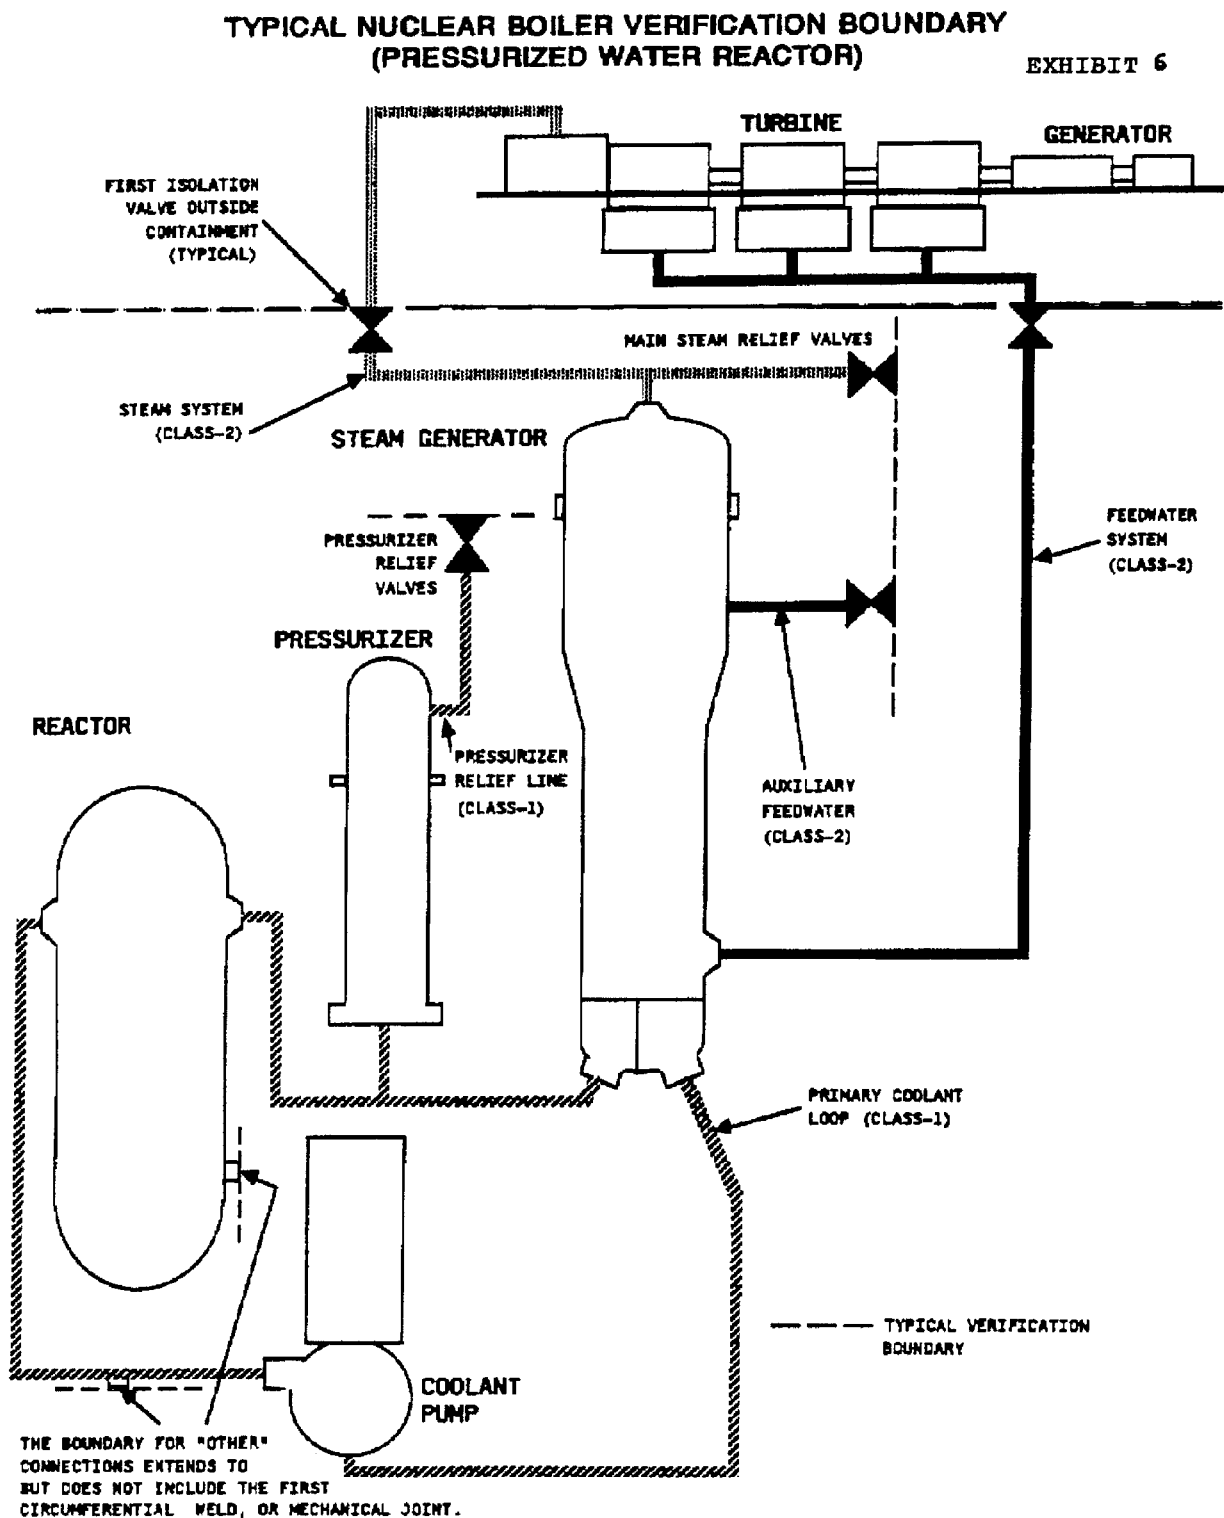 TYPICAL NUCLEAR BOILER VERIFICATION BOUNDARY
(PRESSURIZED WATER REACTOR)
EXHIBIT 6
TURBINE
GENERATOR
FIRST ISOLATION
VALVE OUTSIDE
CONTAINMENT
(TYPICAL)
MAIN STEAM RELIEF VALVES
STEAM SYSTEM
(CLASS-2)
STEAM GENERATOR
PRESSURIZER
RELIEF
VALVES
FEEDWATER
SYSTEM
(CLASS-2)
PRESSURIZER
REACTOR
PRESSURIZER
RELIEF LINE
(CLASS-1)
AUXILIARY
FEEDWATER
(CLASS-2)
PRIMARY COOLANT
LOOP (CLASS-1)
TYPICAL VERIFICATION
BOUNDARY
COOLANT
PUMP
THE BOUNDARY FOR "OTHER"
CONNECTIONS EXTENDS TO
BUT DOES NOT INCLUDE THE FIRST
CIRCUMFERENTIAL WELD, OR MECHANICAL JOINT.